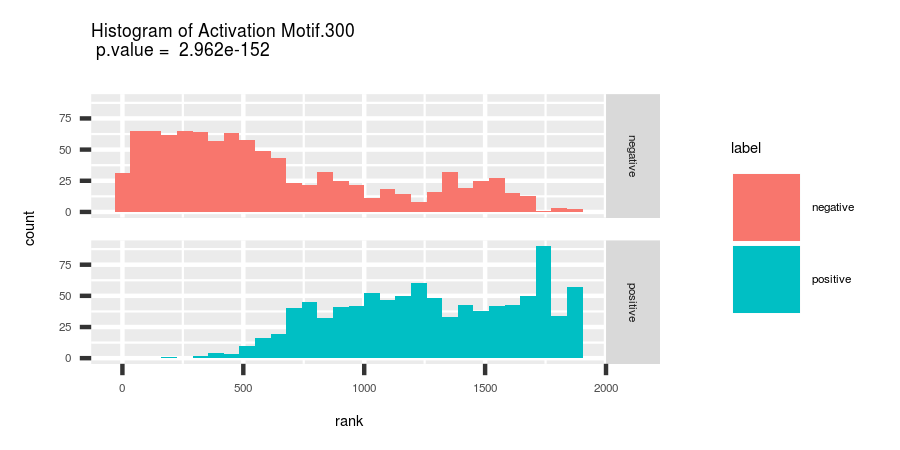 Histogram of Activation Motif.300
p.value = 2.962e-152
count
75
50
25
0
negative
75
50
25
0
positive
0 500 1000 1500 2000
rank
label
negative
positive